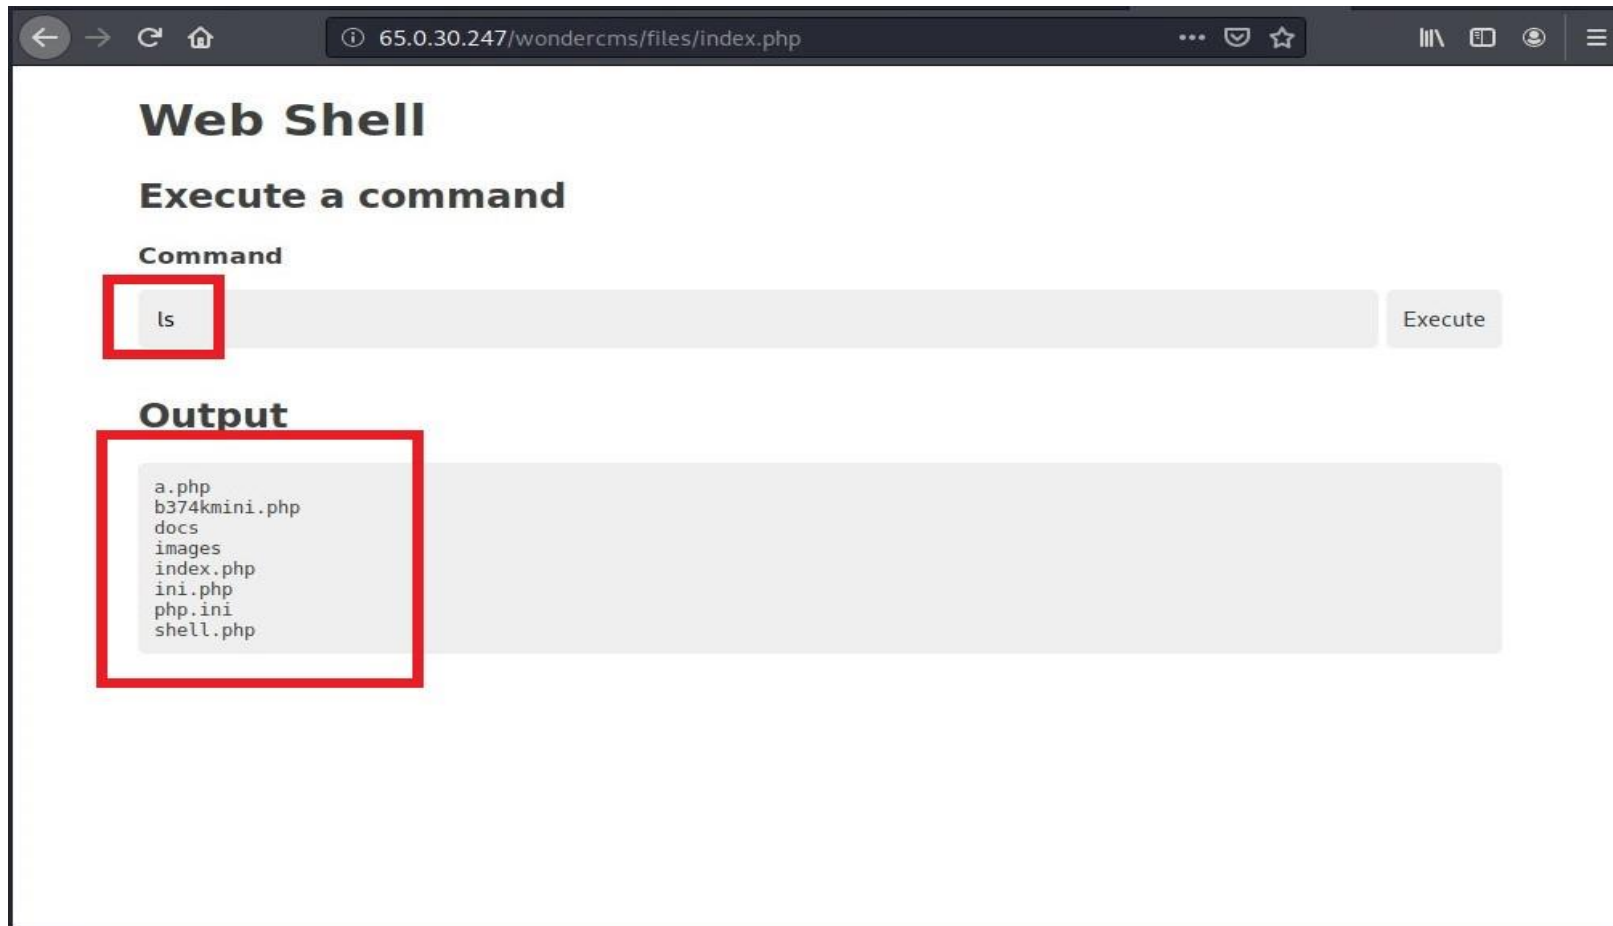 65.0.30.247/wondercms/files/index.php
Web Shell
Execute a command
Command
ls
Execute
Output
a.php
b374kmini.php
docs
images
index.php
ini.php
php.ini
shell.php